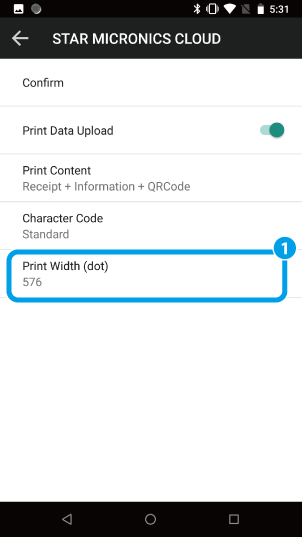 5:31
STAR MICRONICS CLOUD
Confirm
Print Data Upload
Print Content
Receipt + Information + QRCode
Character Code
Standard
1
Print Width (dot)
576